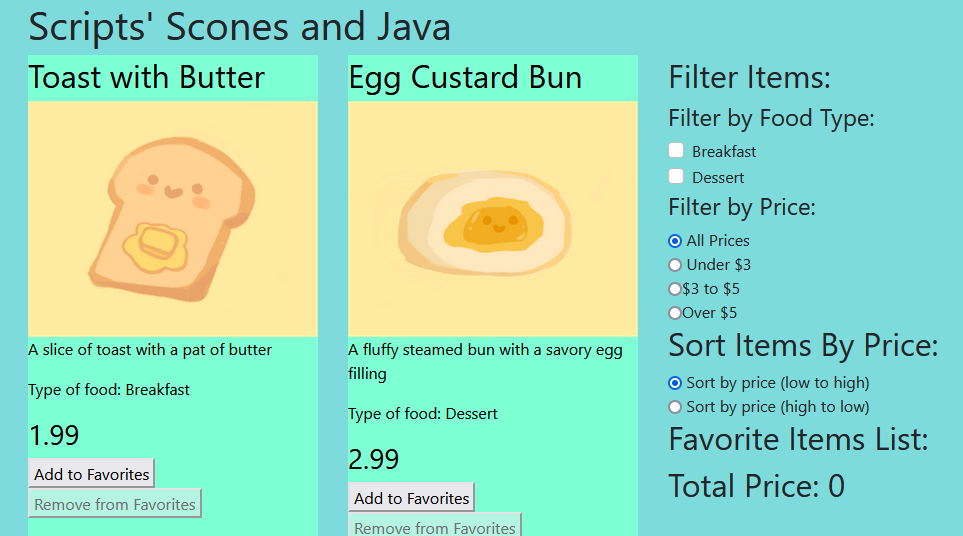 Scripts' Scones and Java
Toast with Butter
A slice of toast with a pat of butter
Type of food: Breakfast
1.99
Add to Favorites
Remove from Favorites
Egg Custard Bun
A fluffy steamed bun with a savory egg
filling
Type of food: Dessert
2.99
Add to Favorites
Remove from Favorites
Filter Items:
Filter by Food Type:
Breakfast
Dessert
Filter by Price:
All Prices
Under $3
$3 to $5
Over $5
Sort Items By Price:
Sort by price (low to high)
Sort by price (high to low)
Favorite Items List:
Total Price: 0